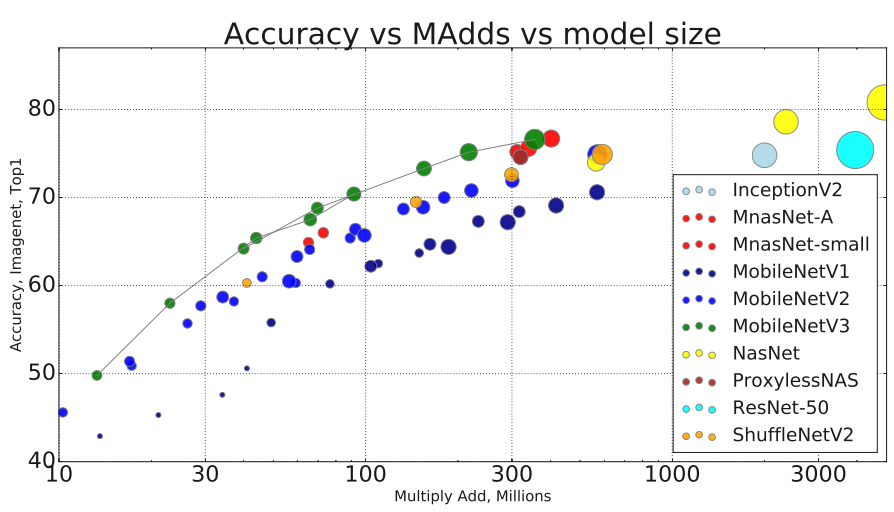 Accuracy vs MAdds vs model size
Accuracy, Imagenet, Top1
80
70
60
50
40
10
30
100
300
1000
3000
Multiply Add, Millions
InceptionV2
MnasNet-A
MnasNet-small
MobileNetV1
MobileNetV2
MobileNetV3
NasNet
ProxylessNAS
ResNet-50
ShuffleNetV2